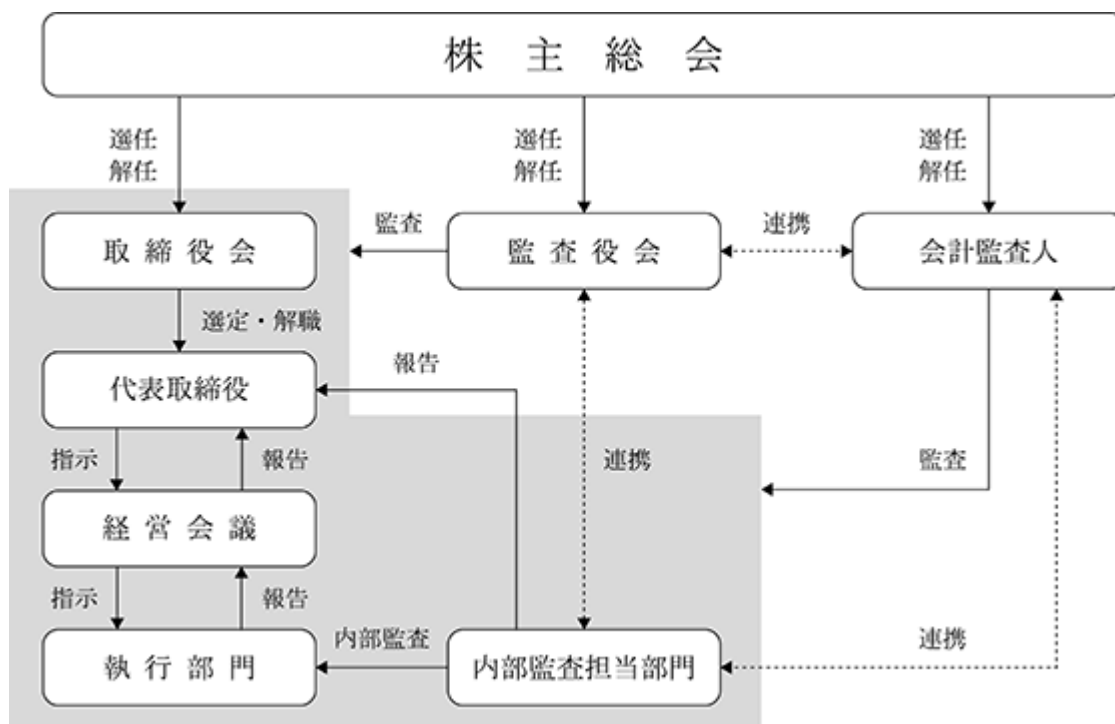 株主総会
選任
解任
選任
解任
選任
解任
取締役会
監査
監査役会
連携
会計監査人
選定・解職
代表取締役
報告
指示
報告
連携
監査
経営会議
指示
報告
執行部門
内部監査
内部監査担当部門
連携